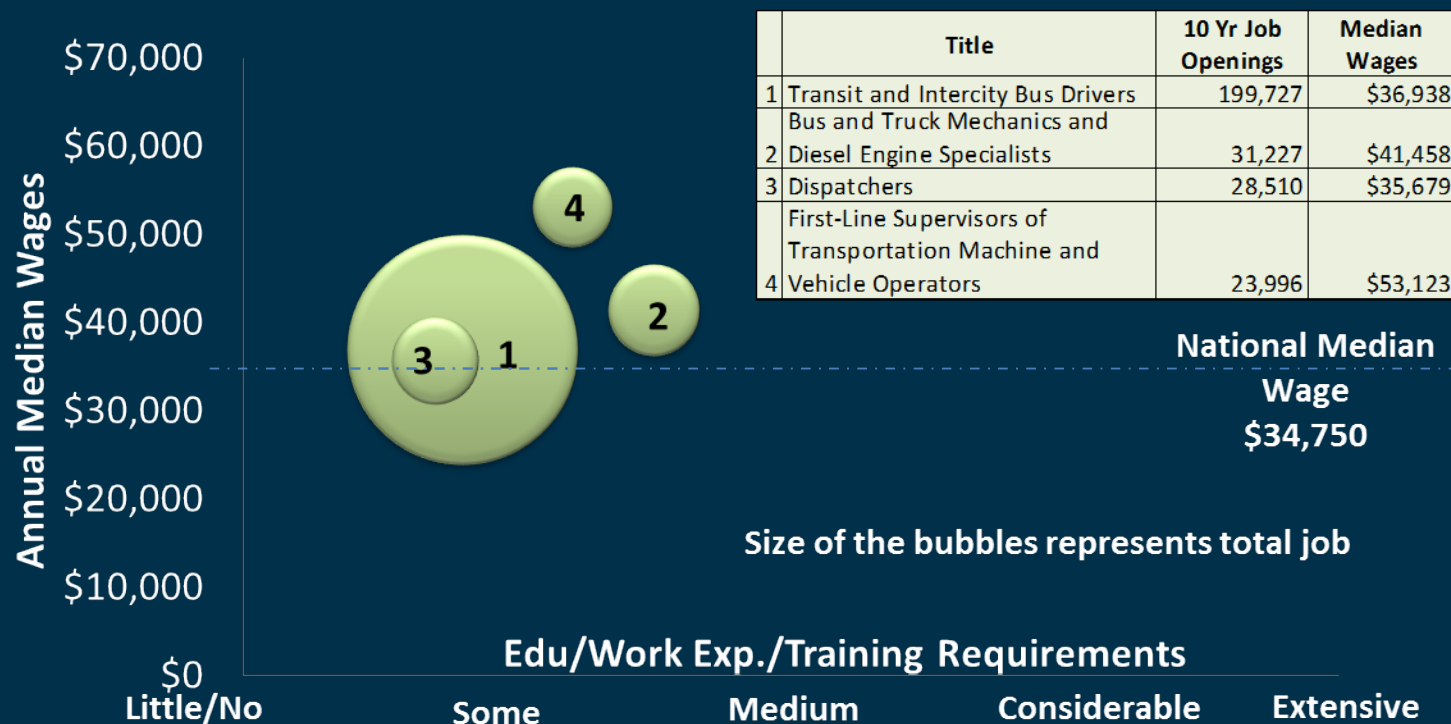 Title
10 Yr Job
Openings
Median
Wages
1 Transit and Intercity Bus Drivers 199,727 $36,938
Bus and Truck Mechanics and
2 Diesel Engine Specialists 31,227 $41,458
3 Dispatchers 28,510 $35,679
First-Line Supervisors of
Transportation Machine and
4 Vehicle Operators 23,996 $53,123
Annual Median Wages
$70,000
$60,000
$50,000
$40,000
$30,000
$20,000
$10,000
$0
4
2
3
1
National Median
Wage
$34,750
Size of the bubbles represents total job
Edu/Work Exp./Training Requirements
Little/No
Some
Medium
Considerable
Extensive